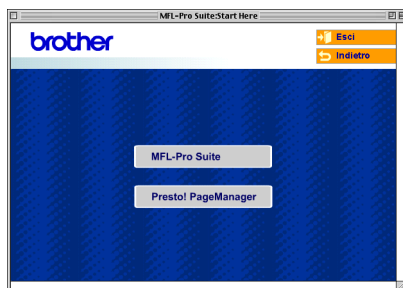 MFL-Pro Suite:Start Here
brother
Esci
Indietro
MFL-Pro Suite
Presto! PageManager